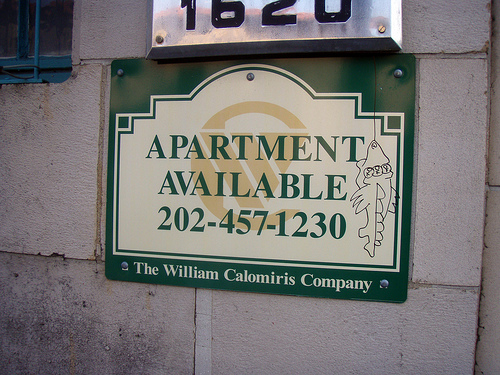 1620
APARTMENT
AVAILABLE
202-457-1230
The William Calomiris Company